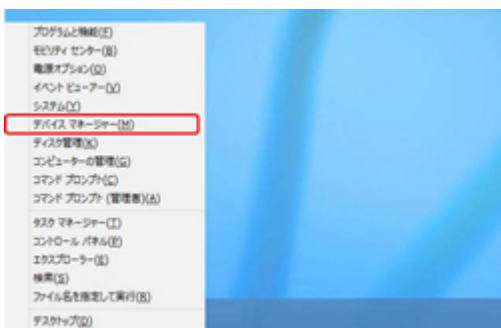 プログラムと機能(F)
モビリティ センター(B)
電源オプション(O)
イベント ビューアー(V)
システム(Y)
デバイス マネージャー(M)
ディスク管理(K)
コンピューターの管理(G)
コマンド プロンプト(C)
コマンド プロンプト (管理者)(A)
タスク マネージャー(T)
コントロール パネル(P)
エクスプローラー(E)
検索(S)
ファイル名を指定して実行(R)
デスクトップ(D)